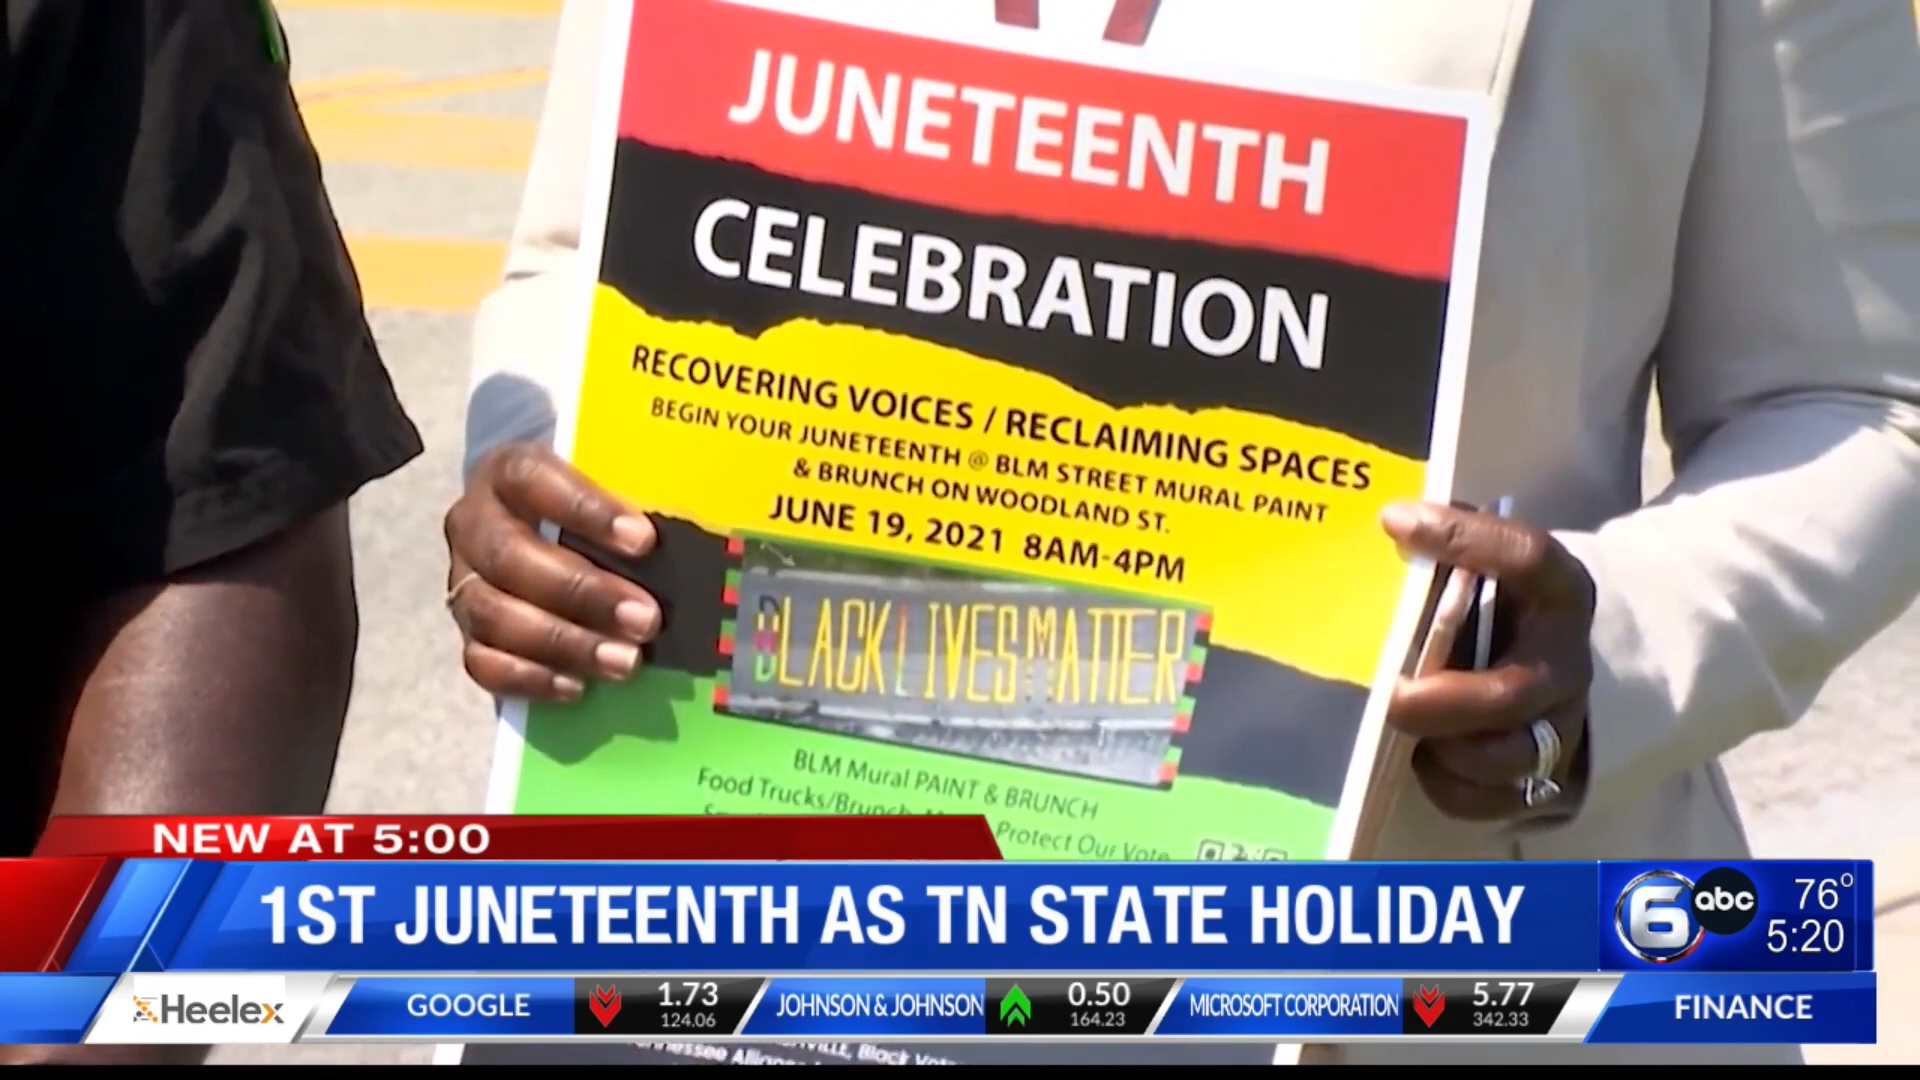 JUNETEENTH
CELEBRATION
RECOVERING VOICES / RECLAIMING SPACES
BEGIN YOUR JUNETEENTH @ BLM STREET MURAL PAINT
& BRUNCH ON WOODLAND ST.
JUNE 19, 2021 8AM-4PM
BLACK LIVES MATTER
BLM Mural PAINT & BRUNCH
Food Trucks/Brunch Protect Our Vote
NEW AT 5:00
1ST JUNETEENTH AS TN STATE HOLIDAY
6 abc 76° 5:20
Heelex GOOGLE 1.73 124.06 JOHNSON & JOHNSON 0.50 164.23 MICROSOFT CORPORATION 5.77 342.33 FINANCE
Black